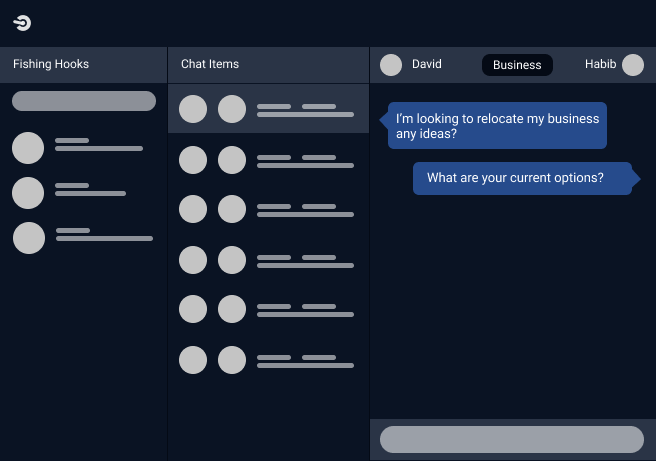 Fishing Hooks
Chat Items
David
Business
Habib
I'm looking to relocate my business
any ideas?
What are your current options?